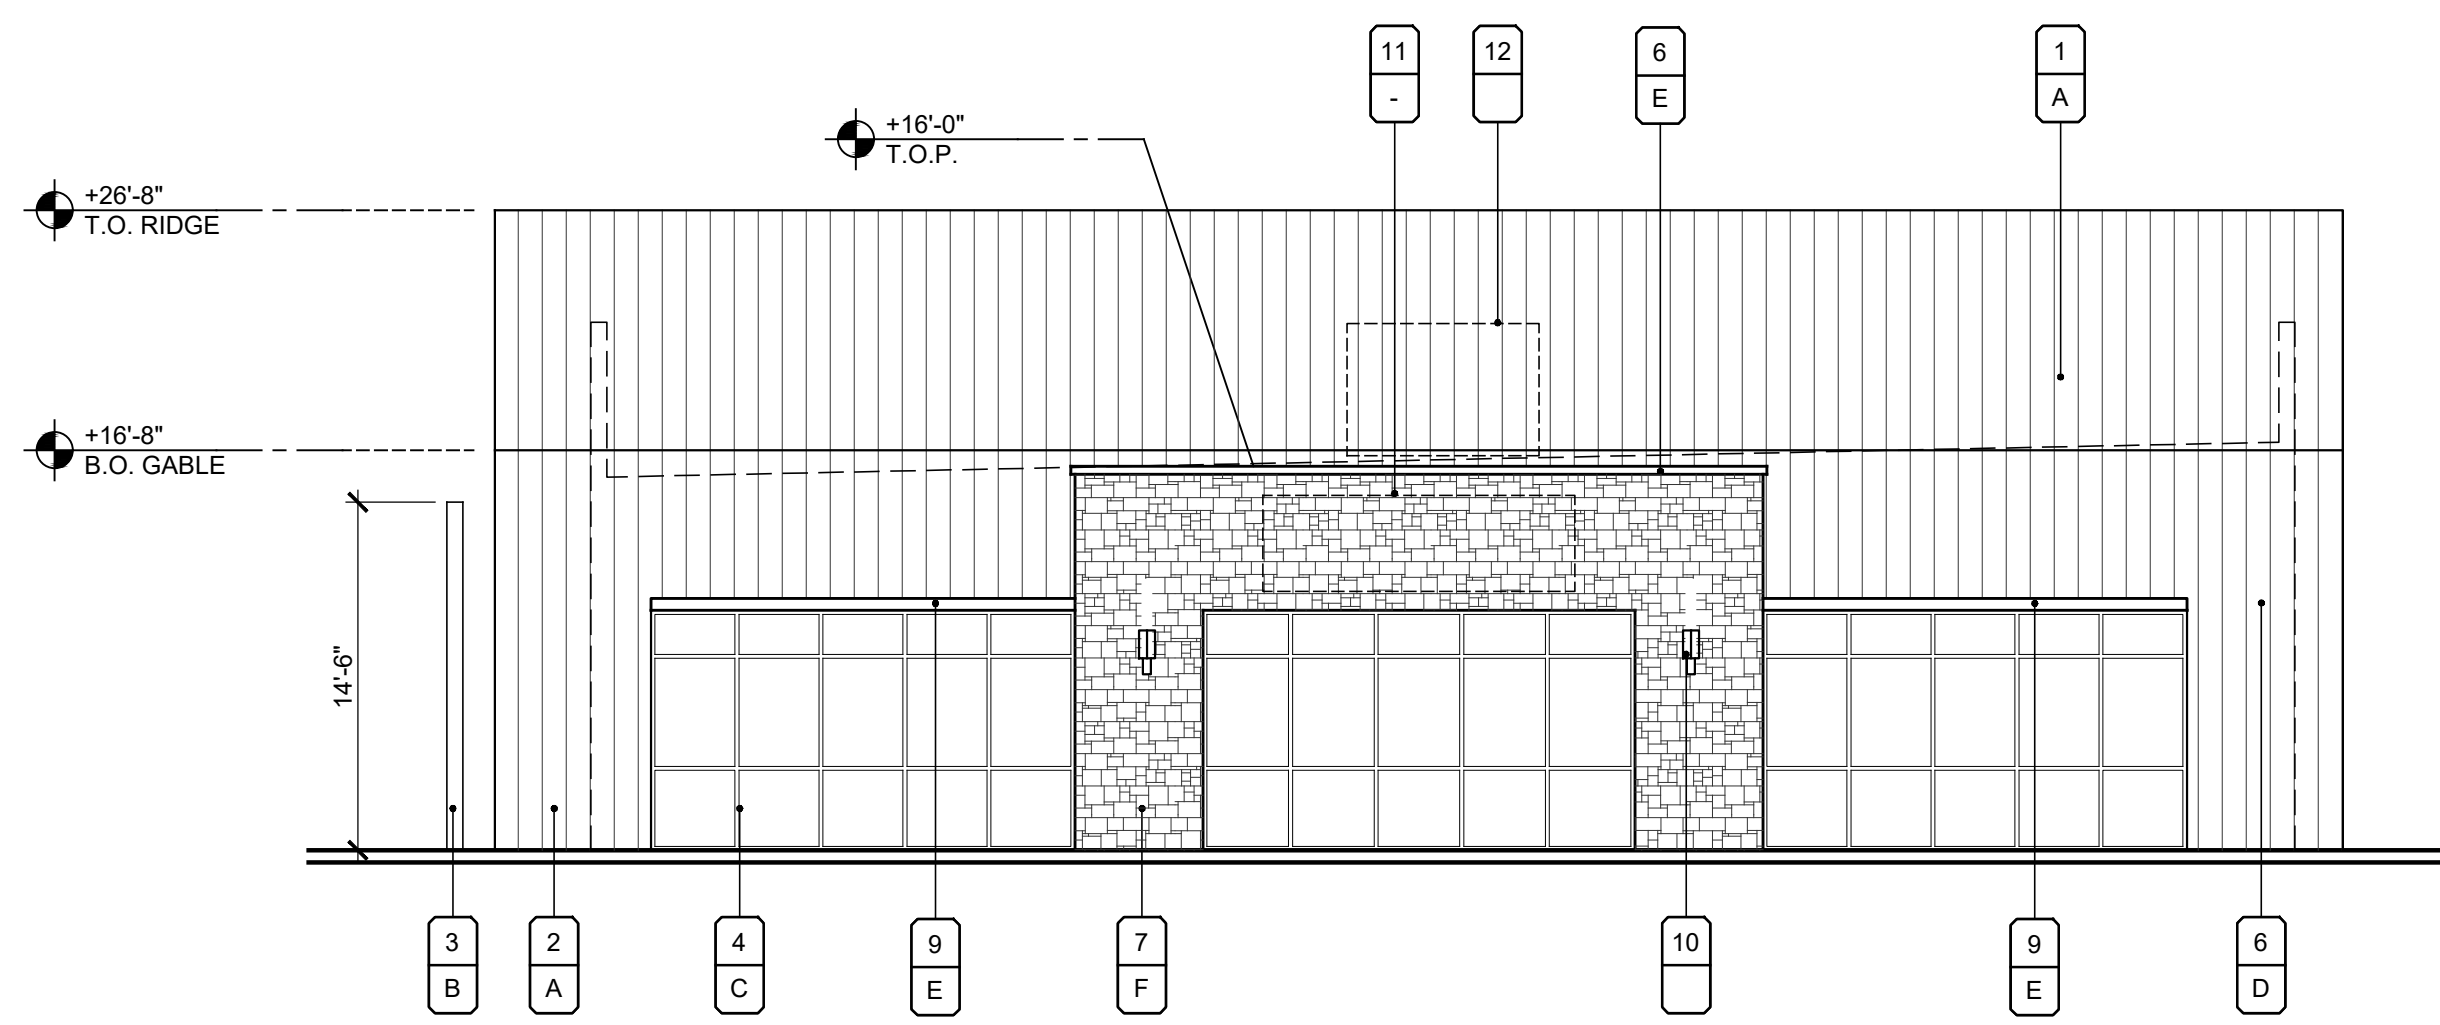 11
-
12
6
E
1
A
+16'-0"
T.O.P.
+26'-8"
T.O. RIDGE
+16'-8"
B.O. GABLE
14'-6"
3
B
2
A
4
C
9
E
7
F
10
9
E
6
D